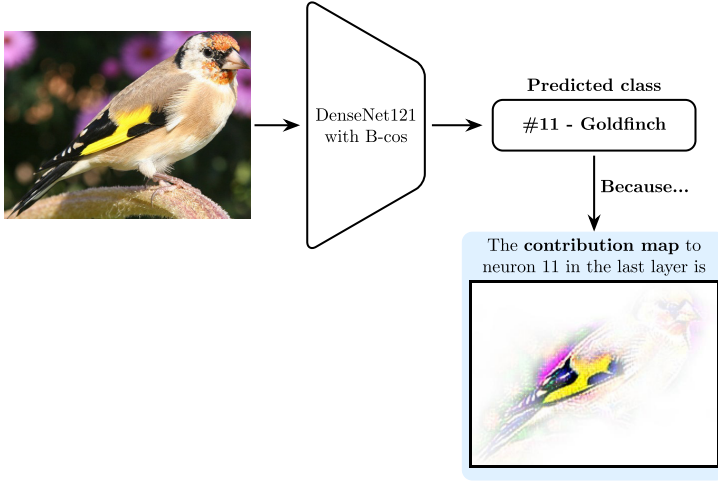 DenseNet121
with B-cos
Predicted class
#11 - Goldfinch
Because...
The contribution map to
neuron 11 in the last layer is